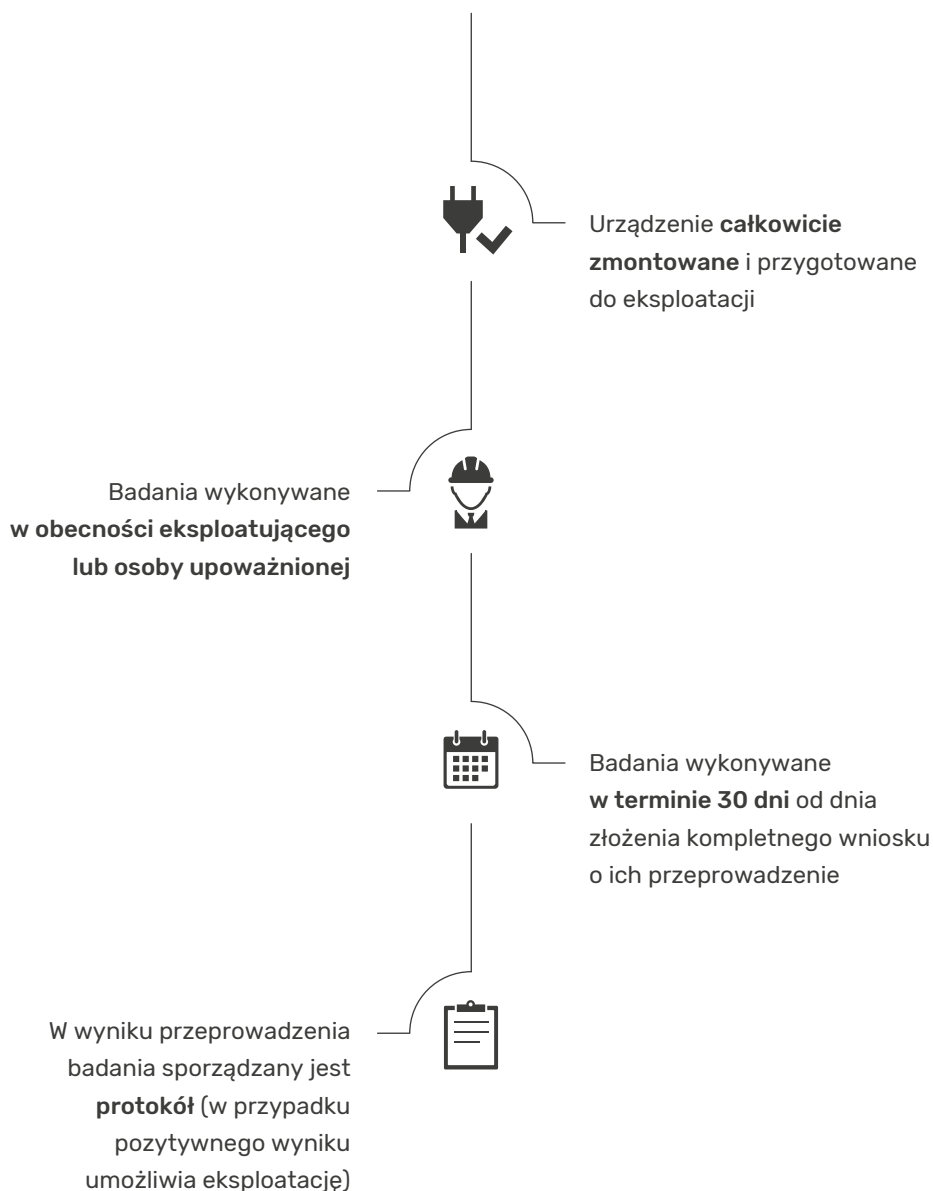 Urządzenie całkowicie
zmontowane i przygotowane
do eksploatacji
Badania wykonywane
w obecności eksploatującego
lub osoby upoważnionej
Badania wykonywane
w terminie 30 dni od dnia
złożenia kompletnego wniosku
o ich przeprowadzenie
W wyniku przeprowadzenia
badania sporządzany jest
protokół (w przypadku
pozytywnego wyniku
umożliwia eksploatację)